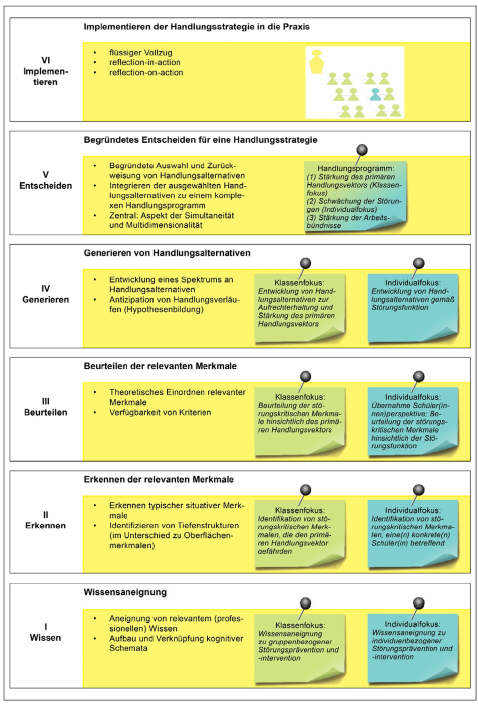 Implementieren der Handlungsstrategie in die Praxis
VI
Implemen-
tieren
• flüssiger Vollzug
• reflection-in-action
• reflection-on-action
Begründetes Entscheiden für eine Handlungsstrategie
V
Entscheiden
• Begründete Auswahl und Zurück-
weisung von Handlungsalternativen
• Integrieren der ausgewählten Hand-
lungsalternativen zu einem komple-
xen Handlungsprogramm
• Zentral: Aspekt der Simultaneität
und Multidimensionalität
Handlungsprogramm:
(1) Stärkung des primären
Handlungsvektors (Klassen-
fokus)
(2) Schwächung der Störun-
gen (Individualfokus)
(3) Stärkung der Arbeits-
bündnisse
Generieren von Handlungsalternativen
IV
Generieren
• Entwicklung eines Spektrums an
Handlungsalternativen
• Antizipation von Handlungsverläu-
fen (Hypothesenbildung)
Klassenfokus:
Entwicklung von Hand-
lungsalternativen zur
Aufrechterhaltung und
Stärkung des primären
Handlungsvektors
Individualfokus:
Entwicklung von Hand-
lungsalternativen gemäß
Störungsfunktion
Beurteilen der relevanten Merkmale
III
Beurteilen
• Theoretisches Einordnen relevanter
Merkmale
• Verfügbarkeit von Kriterien
Klassenfokus:
Beurteilung der stö-
rungskritischen Merkma-
le hinsichtlich des primä-
ren Handlungsvektors
Individualfokus:
Übernahme Schüler(in-
nen)perspektive; Be-
urteilung der störungs-
kritischen Merkmale
hinsichtlich der Stö-
rungsfunktion
Erkennen der relevanten Merkmale
II
Erkennen
• Erkennen typischer situativer Merk-
male
• Identifizieren von Tiefenstrukturen
(im Unterschied zu Oberflächen-
merkmalen)
Klassenfokus:
Identifikation von stö-
rungskritischen Merk-
malen, die den primä-
ren Handlungsvektor
gefährden
Individualfokus:
Identifikation von stö-
rungskritischen Merkma-
len, eine(n) konkrete(n)
Schüler(in) betreffend
Wissensaneignung
I
Wissen
• Aneignung von relevantem (profes-
sionellen) Wissen
• Aufbau und Verknüpfung kognitiver
Schemata
Klassenfokus:
Wissensaneignung
zu gruppenbezogener
Störungsprävention und
-intervention
Individualfokus:
Wissensaneignung zu
individuenbezogener
Störungsprävention und
-intervention